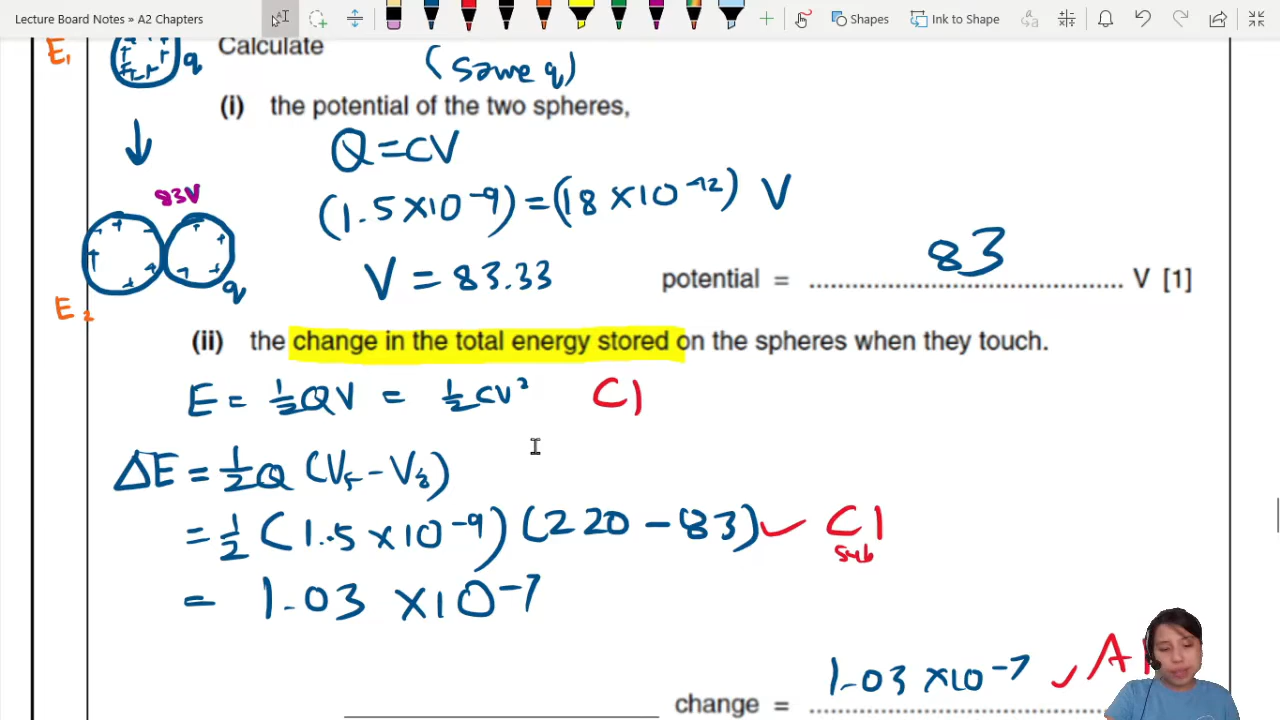 Lecture Board Notes » A2 Chapters
Shapes
Ink to Shape
E1
q
Calculate
(same q)
(i) the potential of the two spheres,
Q = CV
83V
(1.5×10⁻⁹) = (18 ×10⁻¹²) V
V = 83.33
83
potential = .......... V [1]
q
E2
(ii) the change in the total energy stored on the spheres when they touch.
E = ½QV = ½CV² C1
ΔE = ½Q (Vf - Vi)
= ½ (1.5 ×10⁻⁹) (220 - 83) ✓ C1
sub
= 1.03 ×10⁻⁷
1.03 ×10⁻⁷ ✓ A1
change = ..........